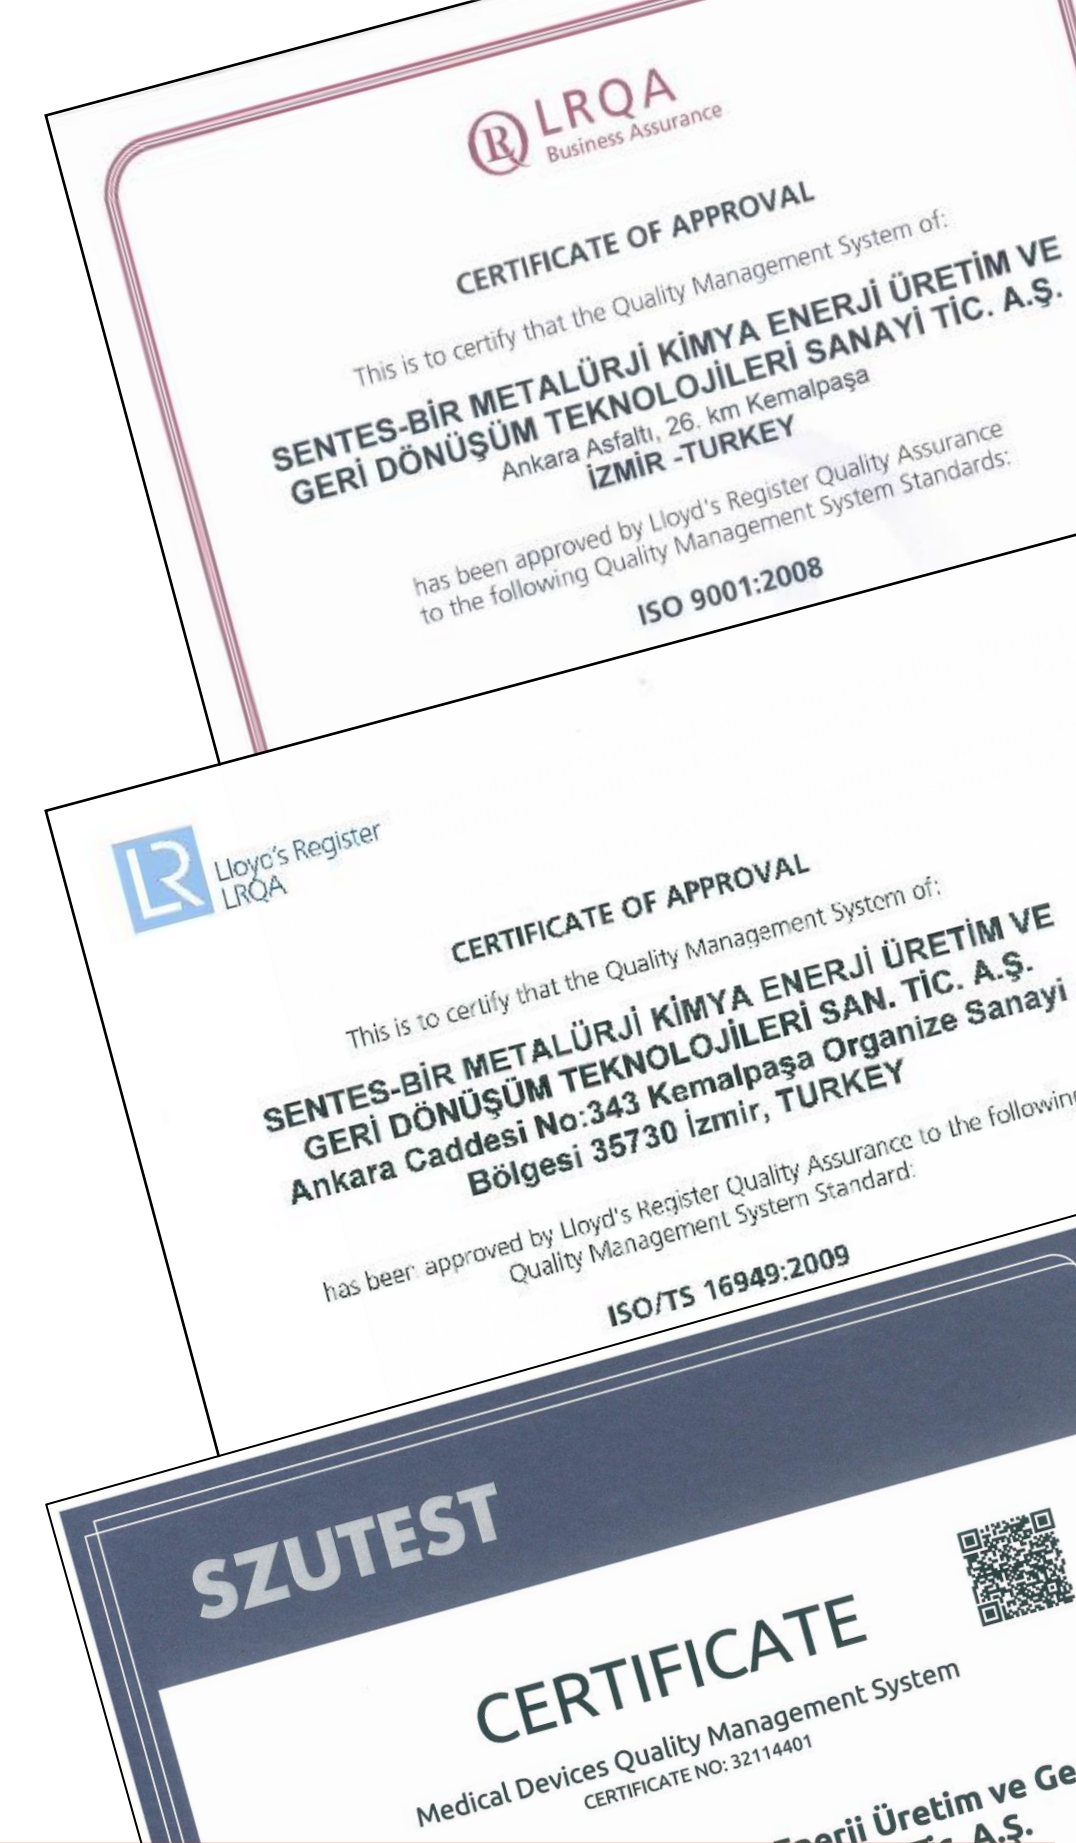 LRQA
Business Assurance
CERTIFICATE OF APPROVAL
This is to certify that the Quality Management System of:
SENTES-BİR METALÜRJİ KİMYA ENERJİ ÜRETİM VE
GERİ DÖNÜŞÜM TEKNOLOJİLERİ SANAYİ TİC. A.Ş.
Ankara Asfaltı, 26. km Kemalpaşa
İZMİR -TURKEY
has been approved by Lloyd's Register Quality Assurance
to the following Quality Management System Standards:
ISO 9001:2008
LR
Lloyd's Register
LRQA
CERTIFICATE OF APPROVAL
This is to certify that the Quality Management System of:
SENTES-BİR METALÜRJİ KİMYA ENERJİ ÜRETİM VE
GERİ DÖNÜŞÜM TEKNOLOJİLERİ SAN. TİC. A.Ş.
Ankara Caddesi No:343 Kemalpaşa Organize Sanayi
Bölgesi 35730 İzmir, TURKEY
has been approved by Lloyd's Register Quality Assurance to the following
Quality Management System Standard:
ISO/TS 16949:2009
SZUTEST
CERTIFICATE
Medical Devices Quality Management System
CERTIFICATE NO: 32114401
Üretim ve Ge
A.S.